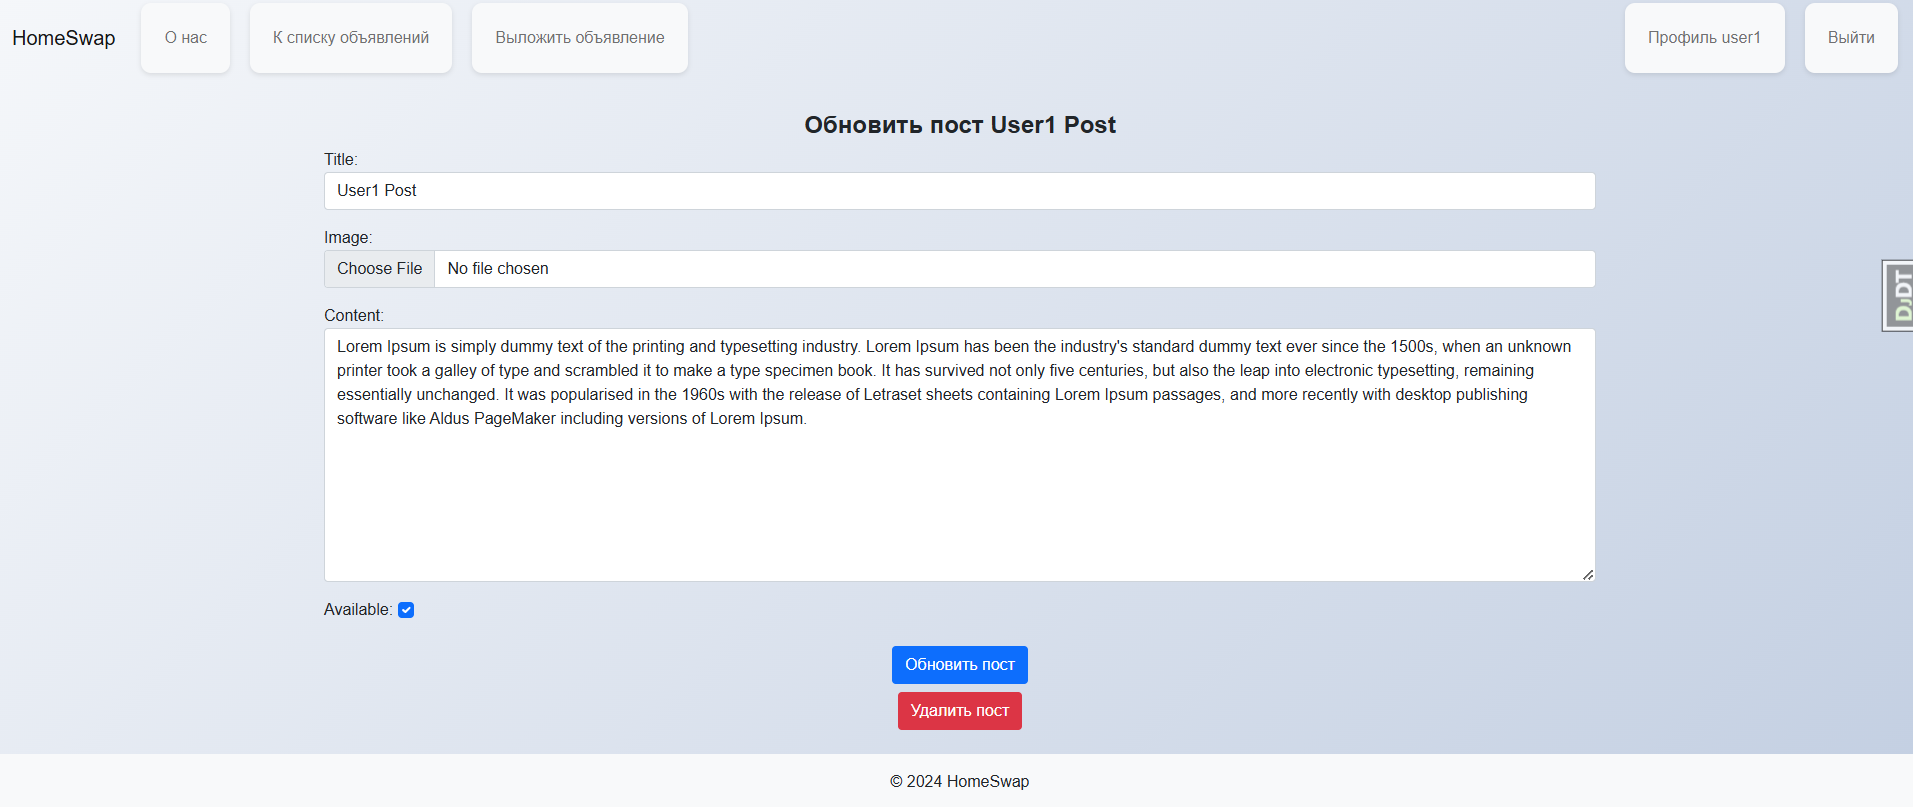 HomeSwap
О нас
К списку объявлений
Выложить объявление
Профиль user1
Выйти
Обновить пост User1 Post
Title:
User1 Post
Image:
Choose File No file chosen
Content:
Lorem Ipsum is simply dummy text of the printing and typesetting industry. Lorem Ipsum has been the industry's standard dummy text ever since the 1500s, when an unknown
printer took a galley of type and scrambled it to make a type specimen book. It has survived not only five centuries, but also the leap into electronic typesetting, remaining
essentially unchanged. It was popularised in the 1960s with the release of Letraset sheets containing Lorem Ipsum passages, and more recently with desktop publishing
software like Aldus PageMaker including versions of Lorem Ipsum.
Available:
Обновить пост
Удалить пост
DjDT
© 2024 HomeSwap